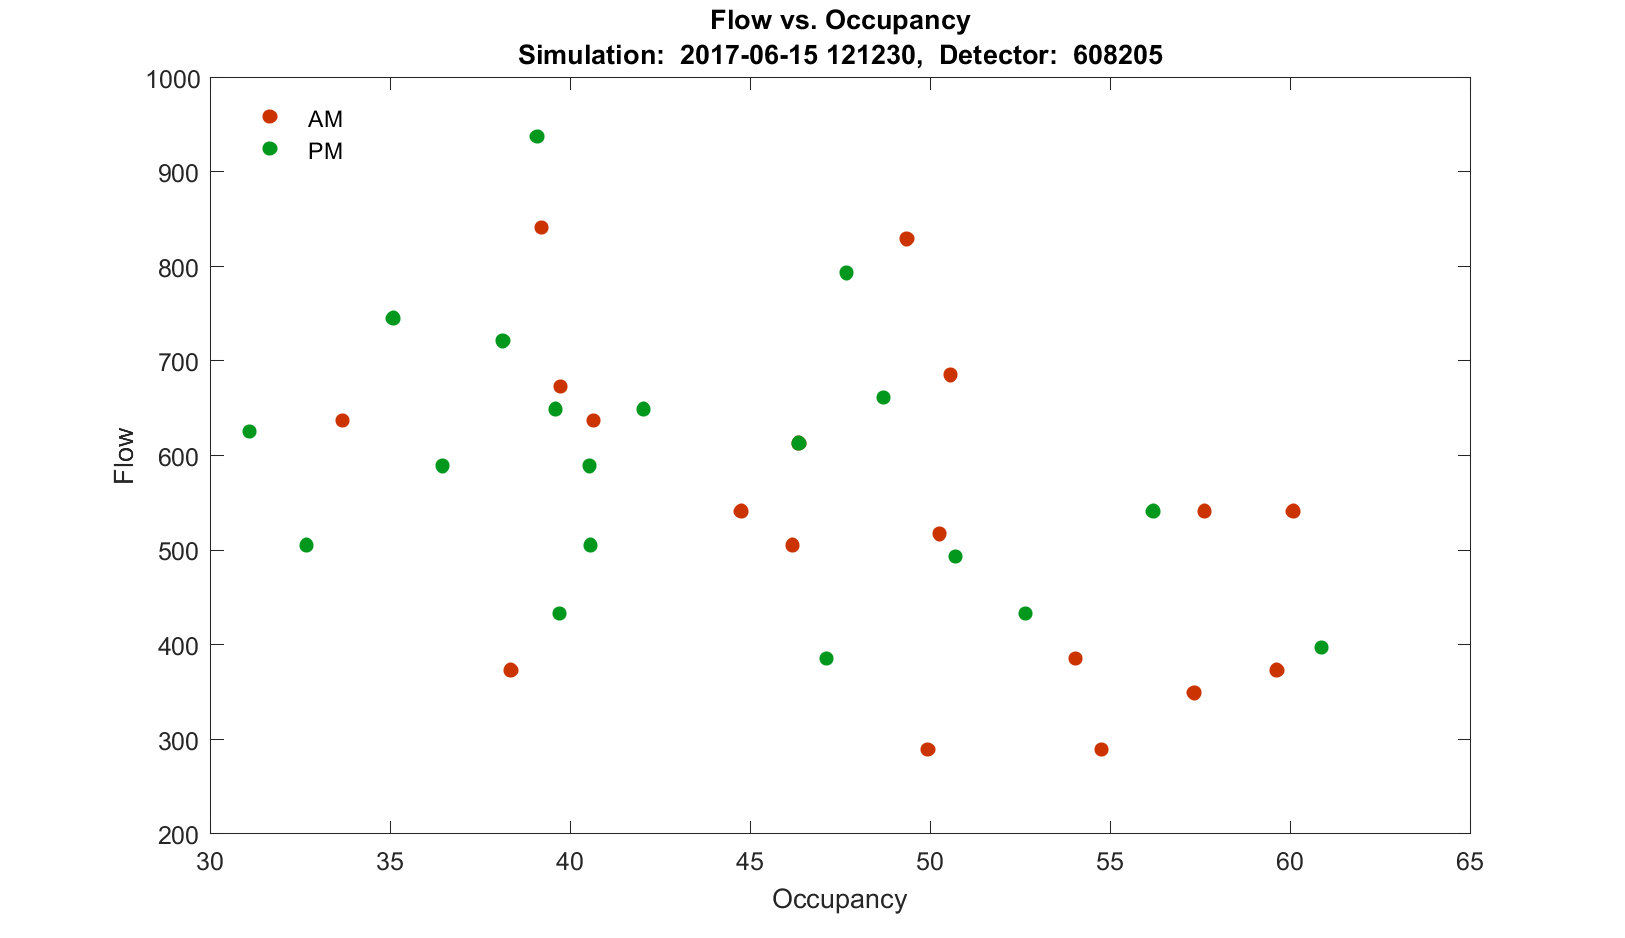 Flow vs. Occupancy
Simulation:  2017-06-15 121230,  Detector:  608205
1000
900
800
700
600
500
400
300
200
AM
PM
Flow
30 35 40 45 50 55 60 65
Occupancy